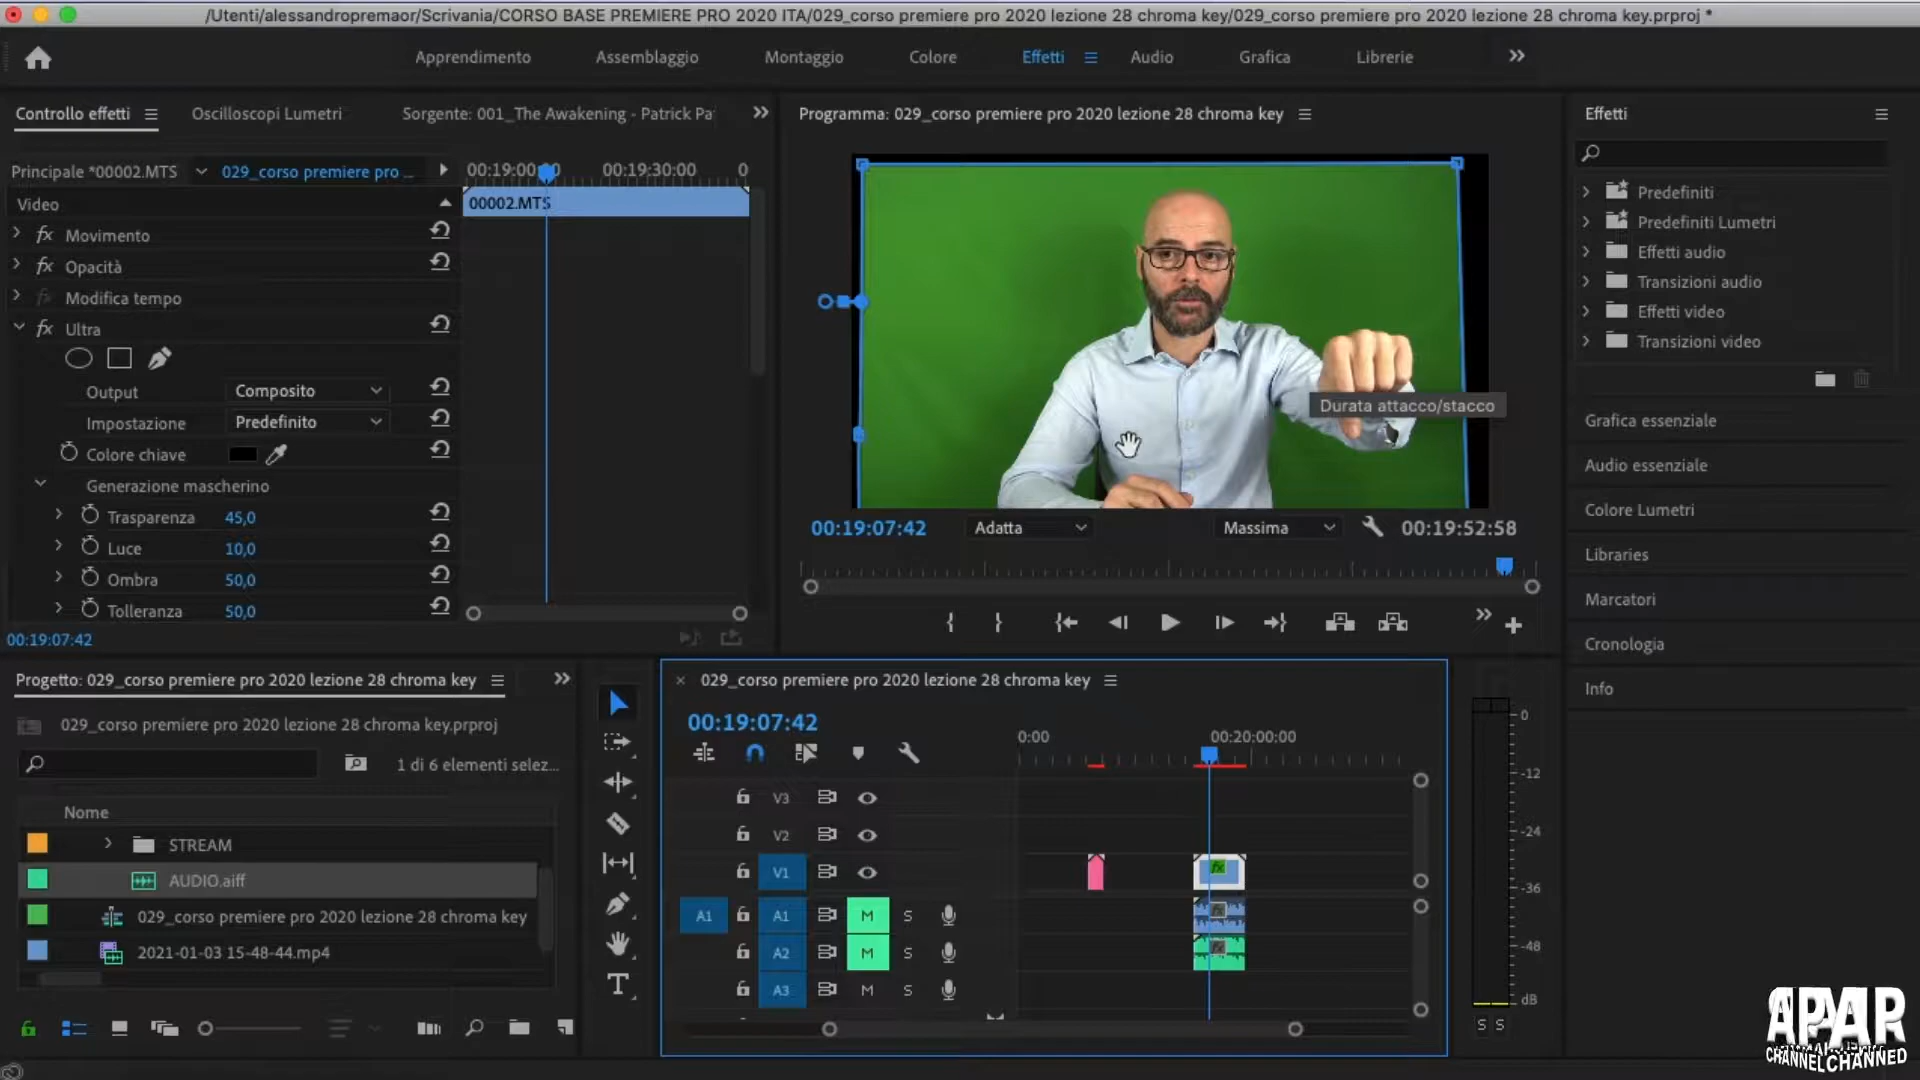 /Utenti/alessandropremaor/Scrivania/CORSO BASE PREMIERE PRO 2020 ITA/029_corso premiere pro 2020 lezione 28 chroma key/029_corso premiere pro 2020 lezione 28 chroma key.prproj *
Apprendimento
Assemblaggio
Montaggio
Colore
Effetti
Audio
Grafica
Librerie
Controllo effetti
Oscilloscopi Lumetri
Sorgente: 001_The Awakening - Patrick Pa
Programma: 029_corso premiere pro 2020 lezione 28 chroma key
Effetti
Principale *00002.MTS
029_corso premiere pro ...
00:19:00
00:19:30:00
0
Video
00002.MTS
Movimento
Opacità
Modifica tempo
Ultra
Output
Composito
Impostazione
Predefinito
Colore chiave
Generazione mascherino
Trasparenza
45,0
Luce
10,0
Ombra
50,0
Tolleranza
50,0
00:19:07:42
Durata attacco/stacco
00:19:07:42
Adatta
Massima
00:19:52:58
Predefiniti
Predefiniti Lumetri
Effetti audio
Transizioni audio
Effetti video
Transizioni video
Grafica essenziale
Audio essenziale
Colore Lumetri
Libraries
Marcatori
Cronologia
Info
Progetto: 029_corso premiere pro 2020 lezione 28 chroma key
029_corso premiere pro 2020 lezione 28 chroma key.prproj
1 di 6 elementi selez...
Nome
STREAM
AUDIO.aiff
029_corso premiere pro 2020 lezione 28 chroma key
2021-01-03 15-48-44.mp4
T
029_corso premiere pro 2020 lezione 28 chroma key
00:19:07:42
0:00
00:20:00:00
V3
V2
V1
A1 A1 M S
A2 M S
A3 M S
0
-12
-24
-36
-48
dB
S S
APAR